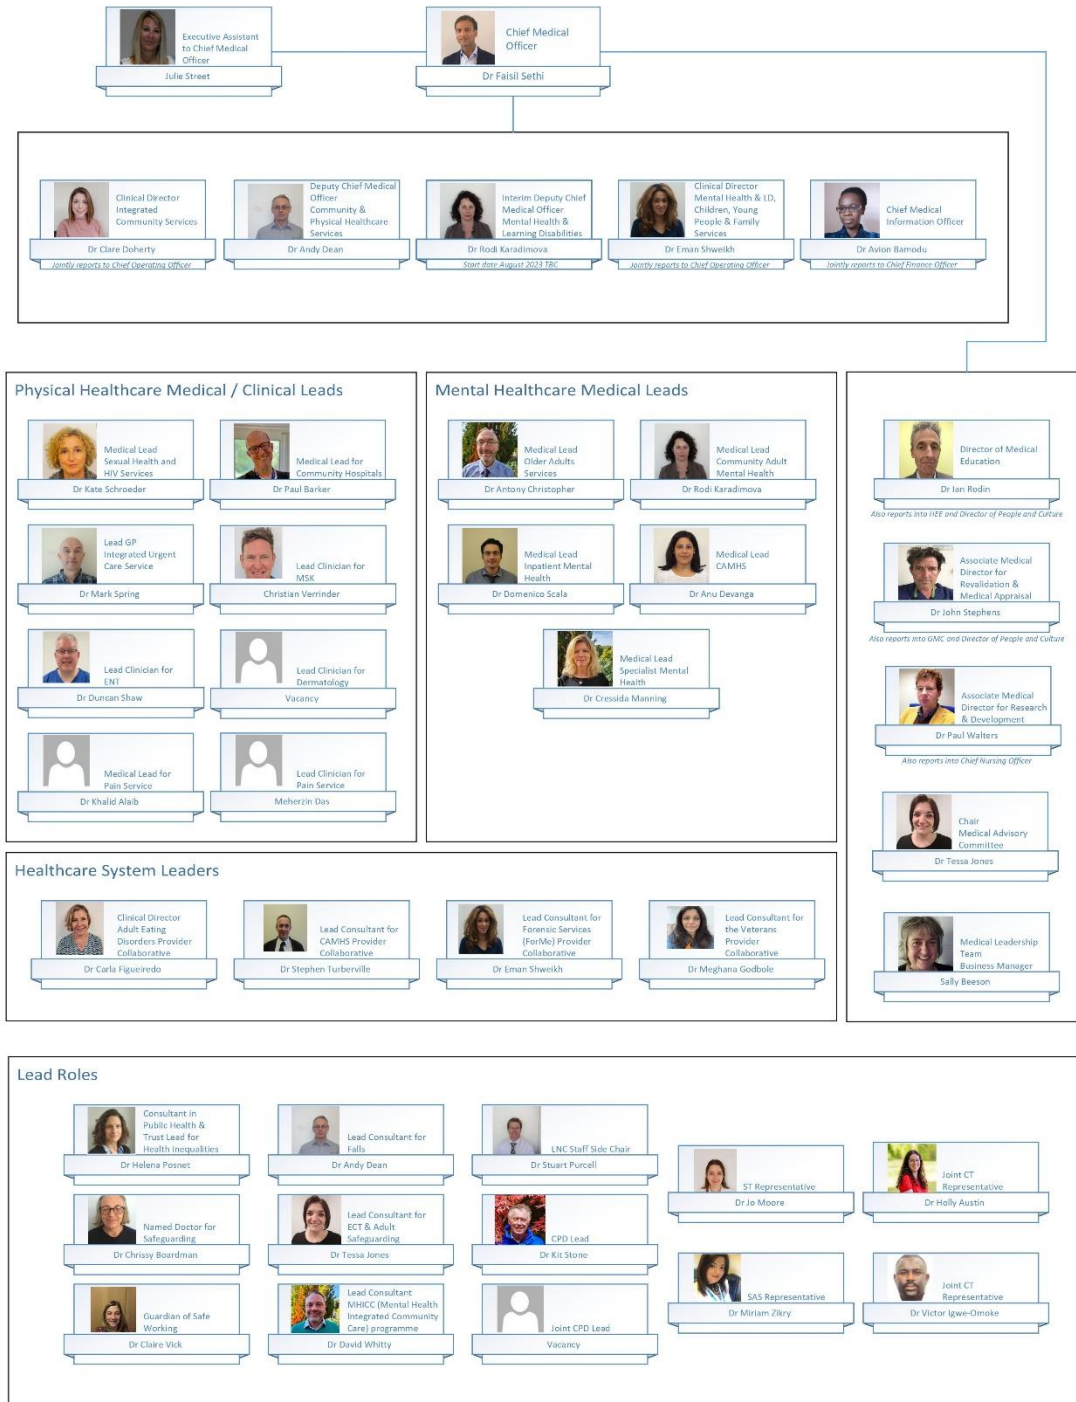 Executive Assistant
to Chief Medical
Officer
Julie Street
Chief Medical
Officer
Dr Faisil Sethi
Clinical Director
Integrated
Community Services
Dr Clare Doherty
Jointly reports to Chief Operating Officer
Deputy Chief Medical
Officer
Community &
Physical Healthcare
Services
Dr Andy Dean
Interim Deputy Chief
Medical Officer
Mental Health &
Learning Disabilities
Dr Rodi Karadimova
Start date August 2023 TBC
Clinical Director
Mental Health & LD,
Children, Young
People & Family
Services
Dr Eman Shweikh
Jointly reports to Chief Operating Officer
Chief Medical
Information Officer
Dr Avion Bamodu
Jointly reports to Chief Finance Officer
Physical Healthcare Medical / Clinical Leads
Medical Lead
Sexual Health and
HIV Services
Dr Kate Schroeder
Medical Lead for
Community Hospitals
Dr Paul Barker
Lead GP
Integrated Urgent
Care Service
Dr Mark Spring
Lead Clinician for
MSK
Christian Verrinder
Lead Clinician for
ENT
Dr Duncan Shaw
Lead Clinician for
Dermatology
Vacancy
Medical Lead for
Pain Service
Dr Khalid Alaib
Lead Clinician for
Pain Service
Meherzin Das
Mental Healthcare Medical Leads
Medical Lead
Older Adults
Services
Dr Antony Christopher
Medical Lead
Community Adult
Mental Health
Dr Rodi Karadimova
Medical Lead
Inpatient Mental
Health
Dr Domenico Scala
Medical Lead
CAMHS
Dr Anu Devanga
Medical Lead
Specialist Mental
Health
Dr Cressida Manning
Director of Medical
Education
Dr Ian Rodin
Also reports into HEE and Director of People and Culture
Associate Medical
Director for
Revalidation &
Medical Appraisal
Dr John Stephens
Also reports into GMC and Director of People and Culture
Associate Medical
Director for Research
& Development
Dr Paul Walters
Also reports into Chief Nursing Officer
Chair
Medical Advisory
Committee
Dr Tessa Jones
Medical Leadership
Team
Business Manager
Sally Beeson
Healthcare System Leaders
Clinical Director
Adult Eating
Disorders Provider
Collaborative
Dr Carla Figueiredo
Lead Consultant for
CAMHS Provider
Collaborative
Dr Stephen Turberville
Lead Consultant for
Forensic Services
(ForMe) Provider
Collaborative
Dr Eman Shweikh
Lead Consultant for
the Veterans
Provider
Collaborative
Dr Meghana Godbole
Lead Roles
Consultant in
Public Health &
Trust Lead for
Health Inequalities
Dr Helena Posnet
Lead Consultant for
Falls
Dr Andy Dean
LNC Staff Side Chair
Dr Stuart Purcell
ST Representative
Dr Jo Moore
Joint CT
Representative
Dr Holly Austin
Named Doctor for
Safeguarding
Dr Chrissy Boardman
Lead Consultant for
ECT & Adult
Safeguarding
Dr Tessa Jones
CPD Lead
Dr Kit Stone
SAS Representative
Dr Miriam Zikry
Joint CT
Representative
Dr Victor Igwe-Omoke
Guardian of Safe
Working
Dr Claire Vick
Lead Consultant
MHICC (Mental Health
Integrated Community
Care) programme
Dr David Whitty
Joint CPD Lead
Vacancy